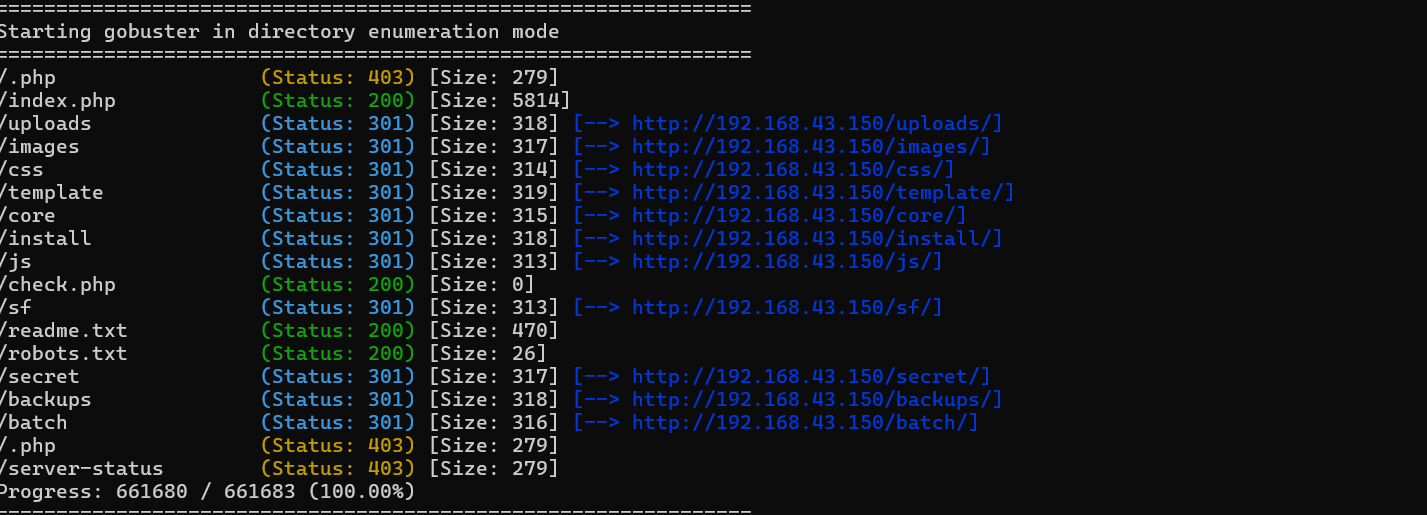 ===============================================================
Starting gobuster in directory enumeration mode
===============================================================
/.php                 (Status: 403) [Size: 279]
/index.php            (Status: 200) [Size: 5814]
/uploads              (Status: 301) [Size: 318] [--> http://192.168.43.150/uploads/]
/images               (Status: 301) [Size: 317] [--> http://192.168.43.150/images/]
/css                  (Status: 301) [Size: 314] [--> http://192.168.43.150/css/]
/template             (Status: 301) [Size: 319] [--> http://192.168.43.150/template/]
/core                 (Status: 301) [Size: 315] [--> http://192.168.43.150/core/]
/install              (Status: 301) [Size: 318] [--> http://192.168.43.150/install/]
/js                   (Status: 301) [Size: 313] [--> http://192.168.43.150/js/]
/check.php            (Status: 200) [Size: 0]
/sf                   (Status: 301) [Size: 313] [--> http://192.168.43.150/sf/]
/readme.txt           (Status: 200) [Size: 470]
/robots.txt           (Status: 200) [Size: 26]
/secret               (Status: 301) [Size: 317] [--> http://192.168.43.150/secret/]
/backups              (Status: 301) [Size: 318] [--> http://192.168.43.150/backups/]
/batch                (Status: 301) [Size: 316] [--> http://192.168.43.150/batch/]
/.php                 (Status: 403) [Size: 279]
/server-status        (Status: 403) [Size: 279]
Progress: 661680 / 661683 (100.00%)
===============================================================